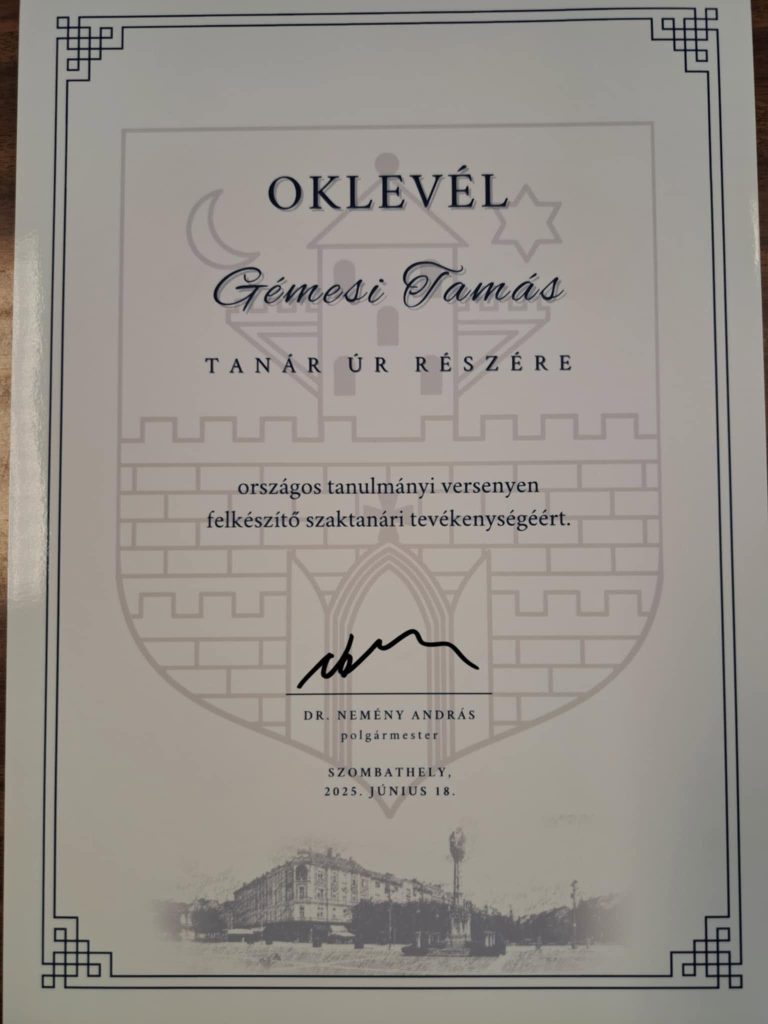 OKLEVÉL
Gémesi Tamás
TANÁR ÚR RÉSZÉRE
országos tanulmányi versenyen
felkészítő szaktanári tevékenységéért.
DR. NEMÉNY ANDRÁS
polgármester
SZOMBATHELY,
2025. JÚNIUS 18.